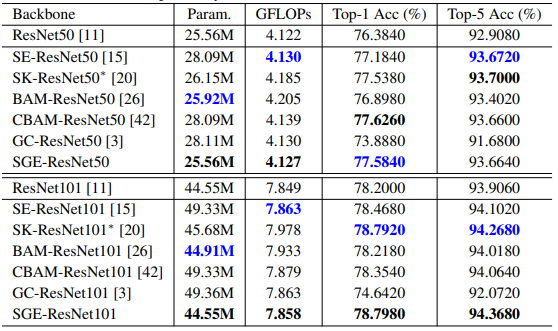 Backbone Param. GFLOPs Top-1 Acc (%) Top-5 Acc (%)
ResNet50 [11] 25.56M 4.122 76.3840 92.9080
SE-ResNet50 [15] 28.09M 4.130 77.1840 93.6720
SK-ResNet50* [20] 26.15M 4.185 77.5380 93.7000
BAM-ResNet50 [26] 25.92M 4.205 76.8980 93.4020
CBAM-ResNet50 [42] 28.09M 4.139 77.6260 93.6600
GC-ResNet50 [3] 28.11M 4.130 73.8880 91.6800
SGE-ResNet50 25.56M 4.127 77.5840 93.6640
ResNet101 [11] 44.55M 7.849 78.2000 93.9060
SE-ResNet101 [15] 49.33M 7.863 78.4680 94.1020
SK-ResNet101* [20] 45.68M 7.978 78.7920 94.2680
BAM-ResNet101 [26] 44.91M 7.933 78.2180 94.0180
CBAM-ResNet101 [42] 49.33M 7.879 78.3540 94.0640
GC-ResNet101 [3] 49.36M 7.863 74.6420 92.0720
SGE-ResNet101 44.55M 7.858 78.7980 94.3680